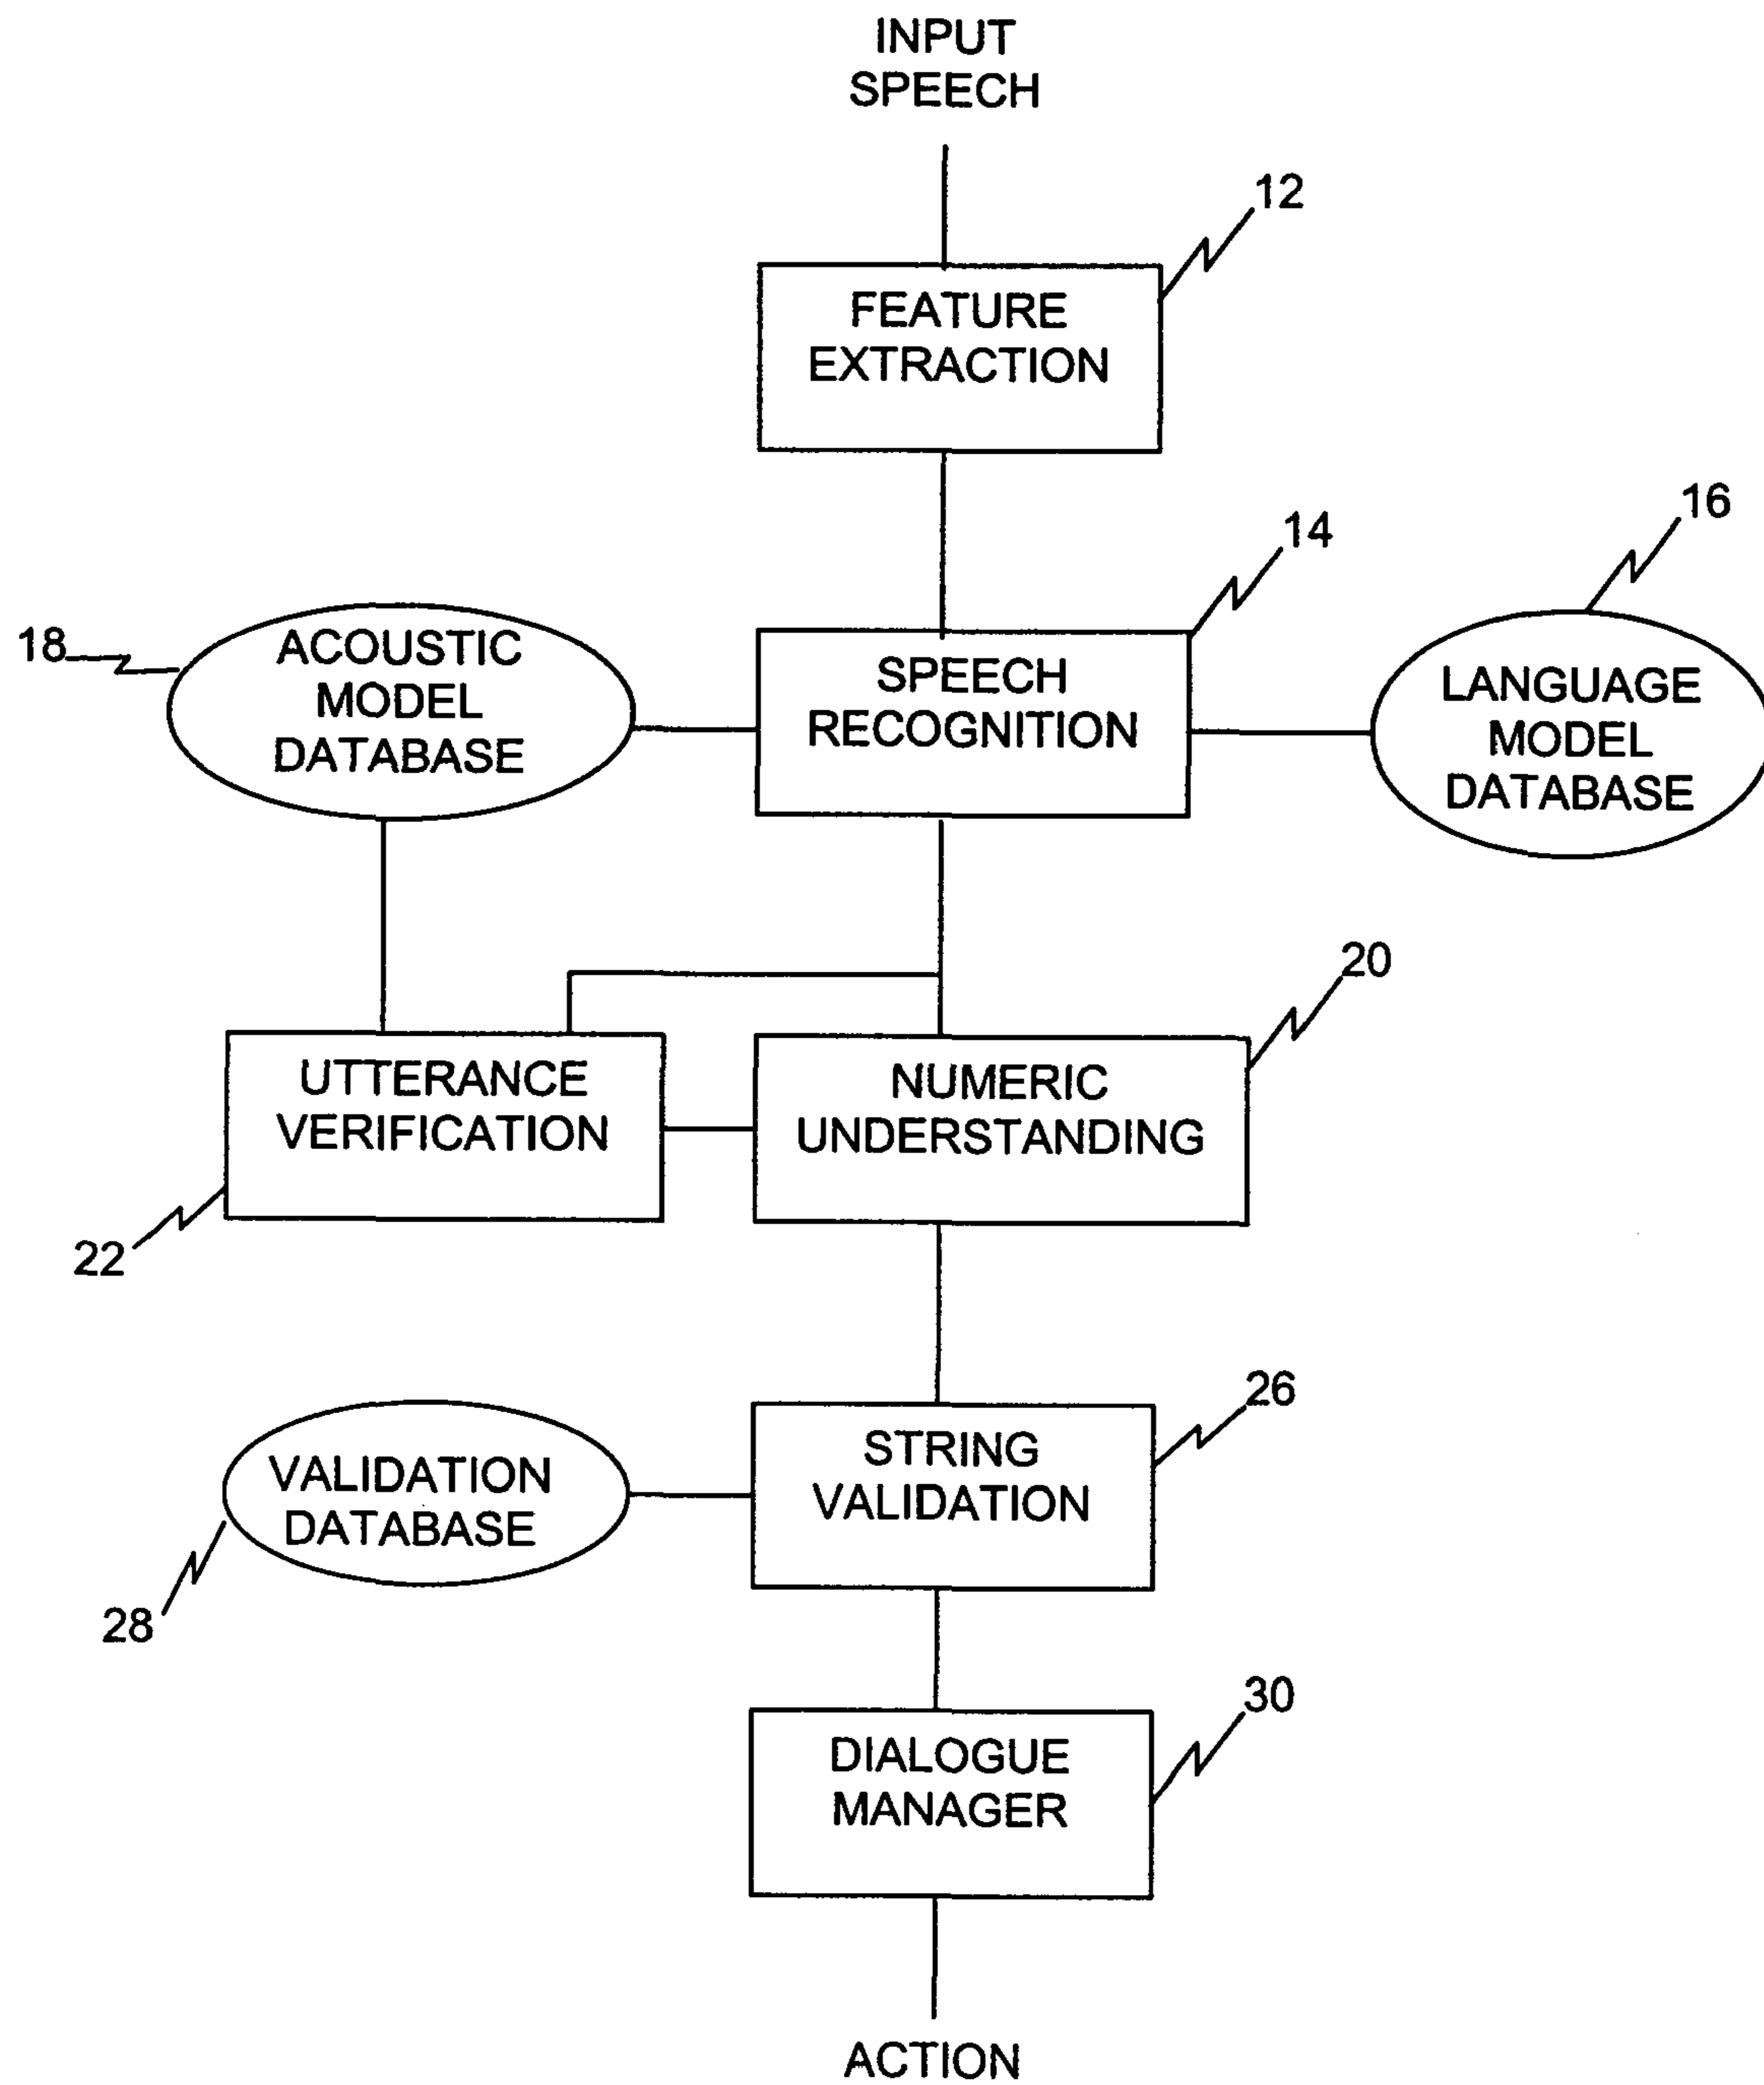 INPUT
SPEECH
12
FEATURE
EXTRACTION
16
14
18
ACOUSTIC
MODEL
DATABASE
SPEECH
RECOGNITION
LANGUAGE
MODEL
DATABASE
20
UTTERANCE
VERIFICATION
NUMERIC
UNDERSTANDING
22
26
VALIDATION
DATABASE
STRING
VALIDATION
28
30
DIALOGUE
MANAGER
ACTION